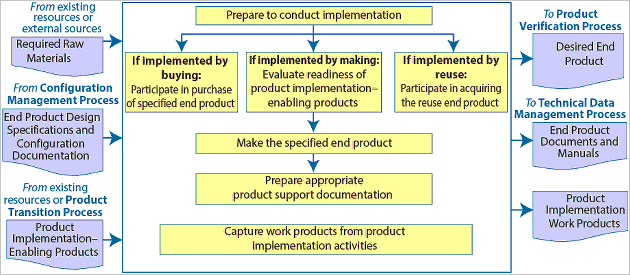 From existing
resources or
external sources
Required Raw
Materials
From Configuration
Management Process
End Product Design
Specifications and
Configuration
Documentation
From existing
resources or Product
Transition Process
Product
Implementation–
Enabling Products
Prepare to conduct implementation
If implemented by
buying:
Participate in purchase
of specified end product
If implemented by making:
Evaluate readiness of
product implementation–
enabling products
If implemented by
reuse:
Participate in acquiring
the reuse end product
Make the specified end product
Prepare appropriate
product support documentation
Capture work products from product
implementation activities
To Product
Verification Process
Desired End
Product
To Technical Data
Management Process
End Product
Documents and
Manuals
Product
Implementation
Work Products